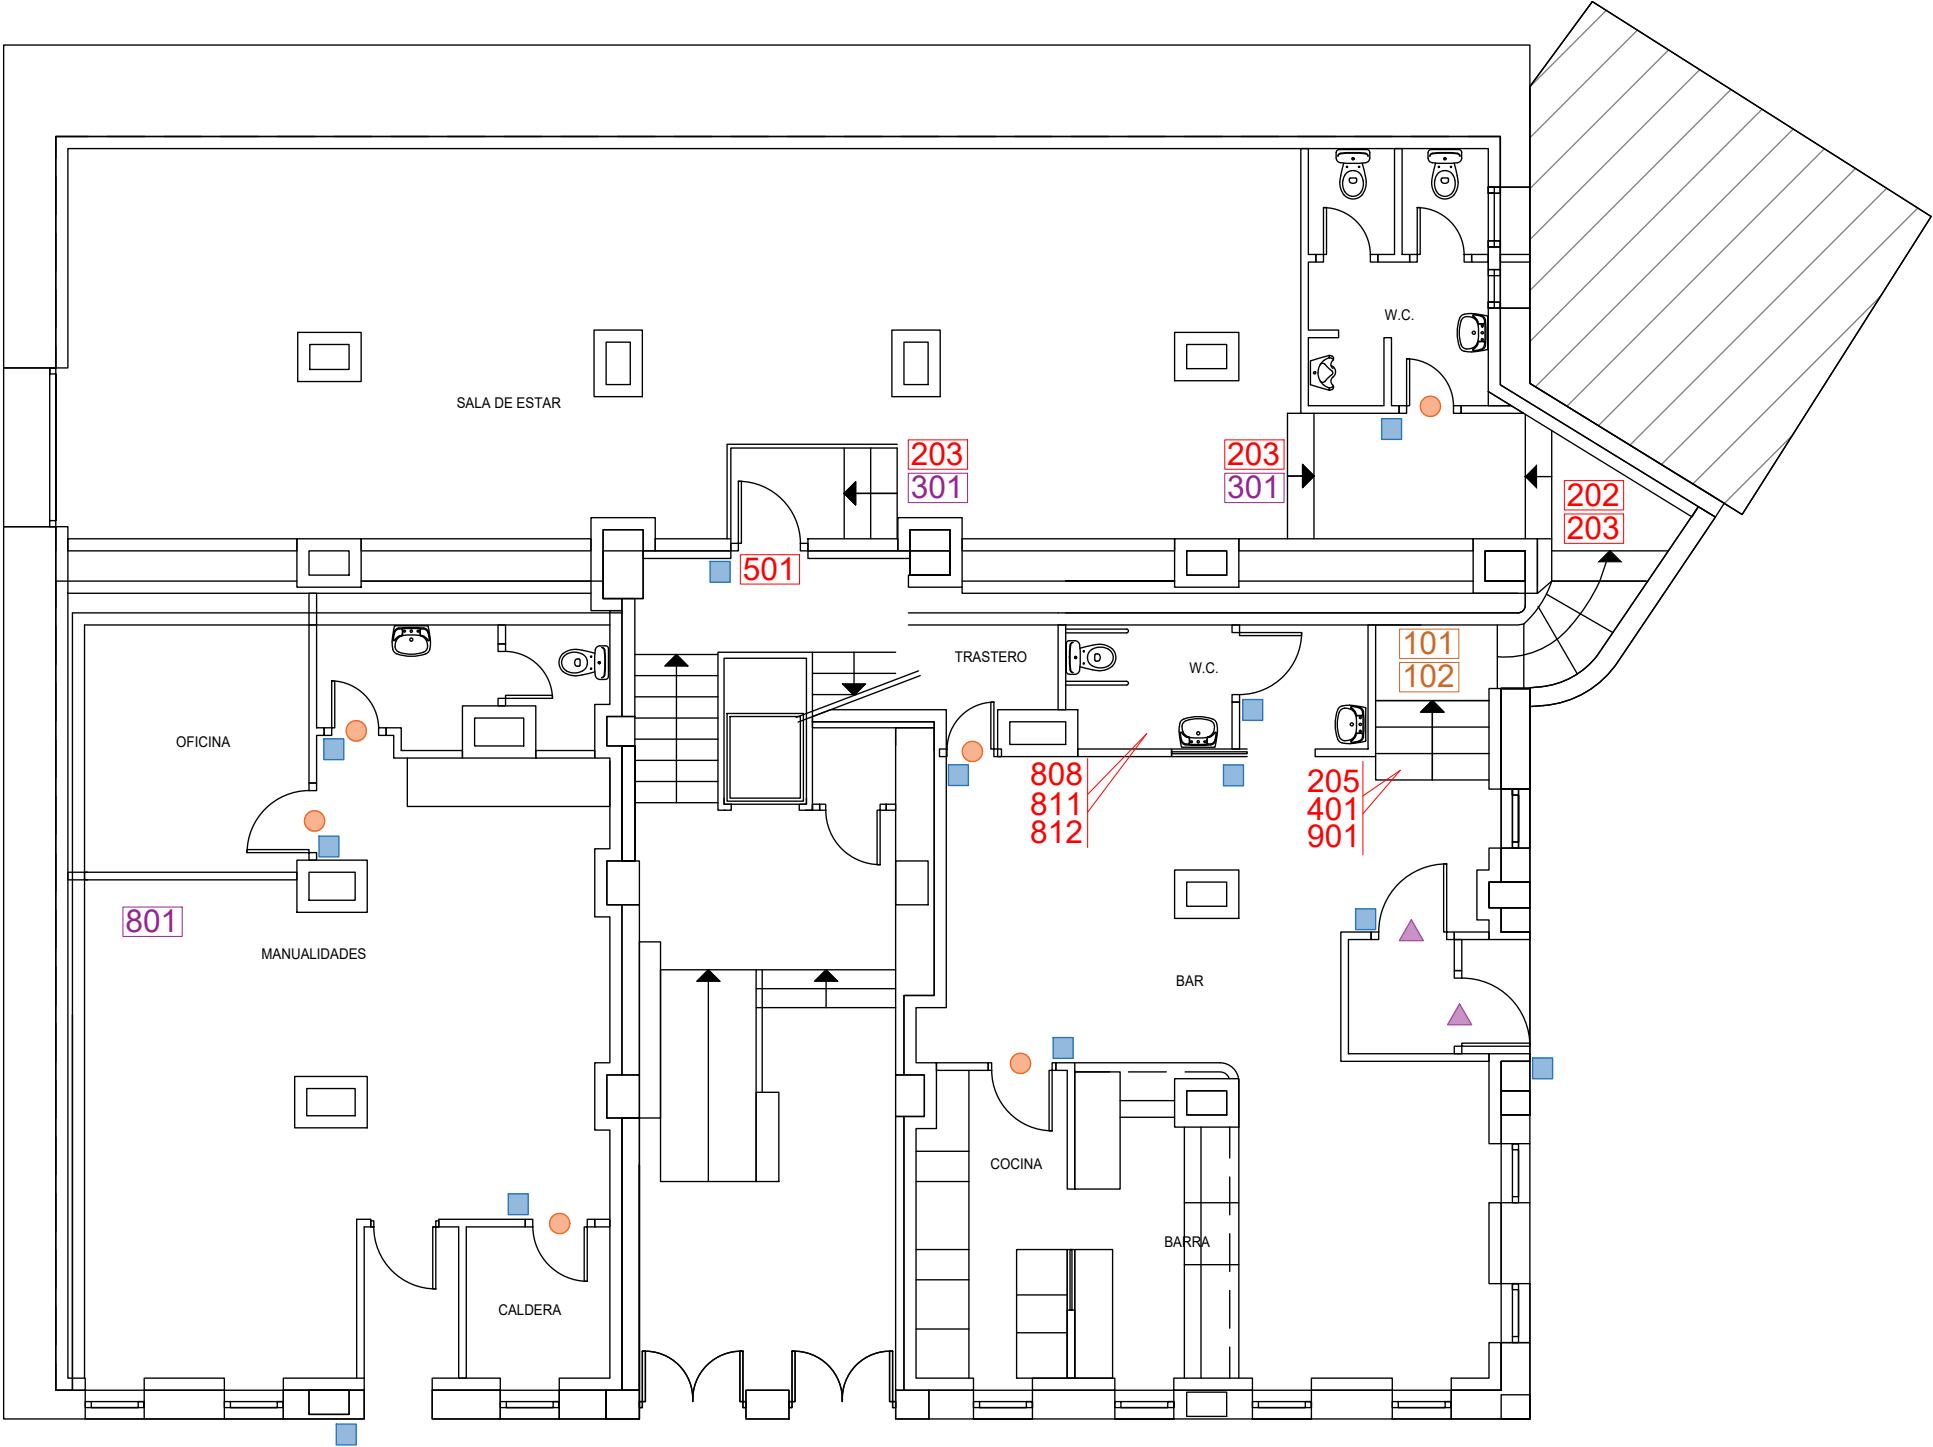 W.C.
SALA DE ESTAR
203
301
203
301
202
203
501
101
102
TRASTERO
W.C.
OFICINA
808
811
812
205
401
901
801
MANUALIDADES
BAR
COCINA
BARRA
CALDERA